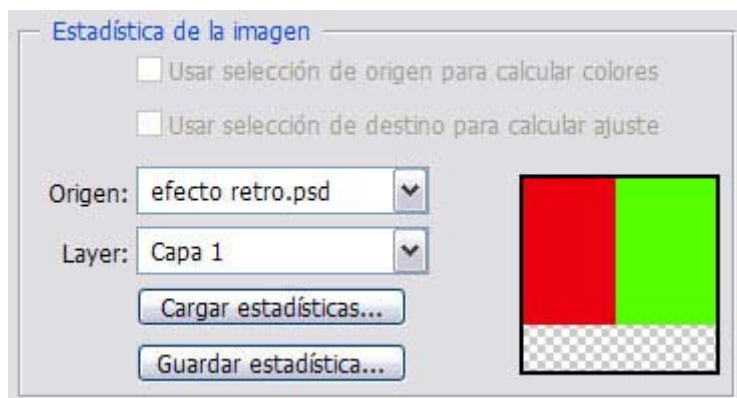 Estadística de la imagen
Usar selección de origen para calcular colores
Usar selección de destino para calcular ajuste
Origen: efecto retro.psd
Layer: Capa 1
Cargar estadísticas...
Guardar estadística...